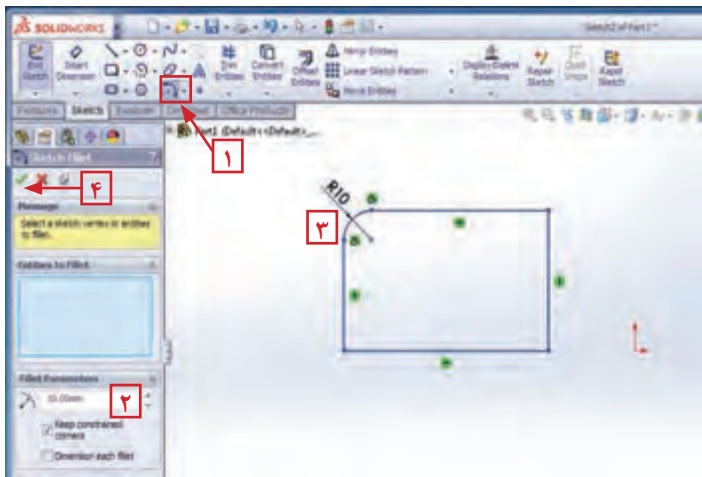 SOLIDWORKS
Sketch2 of Part1 *
Exit Sketch
Smart Dimension
Trim Entities
Convert Entities
Offset Entities
Mirror Entities
Linear Sketch Pattern
Move Entities
Display/Delete Relations
Repair Sketch
Quick Snaps
Rapid Sketch
Features
Sketch
Evaluate
Office Products
Part1 (Default<<Default>_...
۱
Sketch Fillet
?
۴
Message
Select a sketch vertex or entities to fillet.
Entities to Fillet
R10
۳
Fillet Parameters
10.00mm
۲
Keep constrained corners
Dimension each fillet